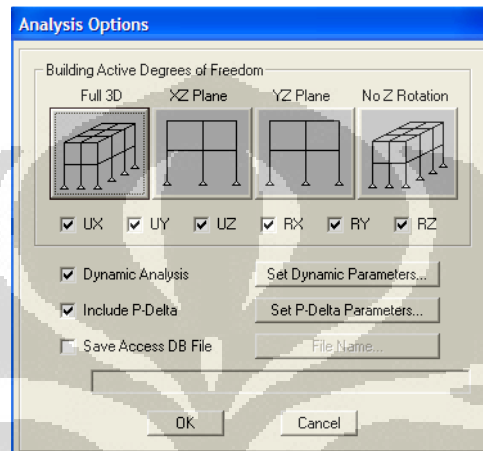 Analysis Options
Building Active Degrees of Freedom
Full 3D XZ Plane YZ Plane No Z Rotation
UX UY UZ RX RY RZ
Dynamic Analysis Set Dynamic Parameters...
Include P-Delta Set P-Delta Parameters...
Save Access DB File File Name...
OK Cancel